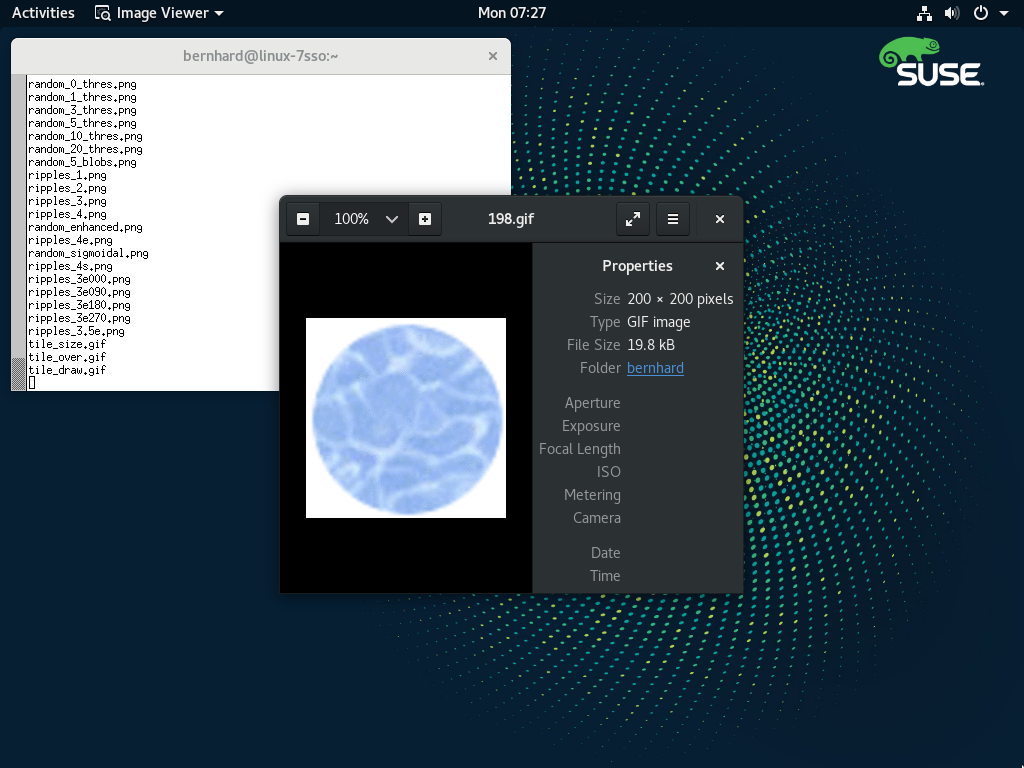 Activities Image Viewer Mon 07:27
SUSE
bernhard@linux-7sso:~
random_0_thres.png
random_1_thres.png
random_3_thres.png
random_5_thres.png
random_10_thres.png
random_20_thres.png
random_5_blobs.png
ripples_1.png
ripples_2.png
ripples_3.png
ripples_4.png
random_enhanced.png
ripples_4e.png
random_sigmoidal.png
ripples_4s.png
ripples_3e000.png
ripples_3e090.png
ripples_3e180.png
ripples_3e270.png
ripples_3.5e.png
tile_size.gif
tile_over.gif
tile_draw.gif
100% 198.gif
Properties
Size 200 × 200 pixels
Type GIF image
File Size 19.8 kB
Folder bernhard
Aperture
Exposure
Focal Length
ISO
Metering
Camera
Date
Time